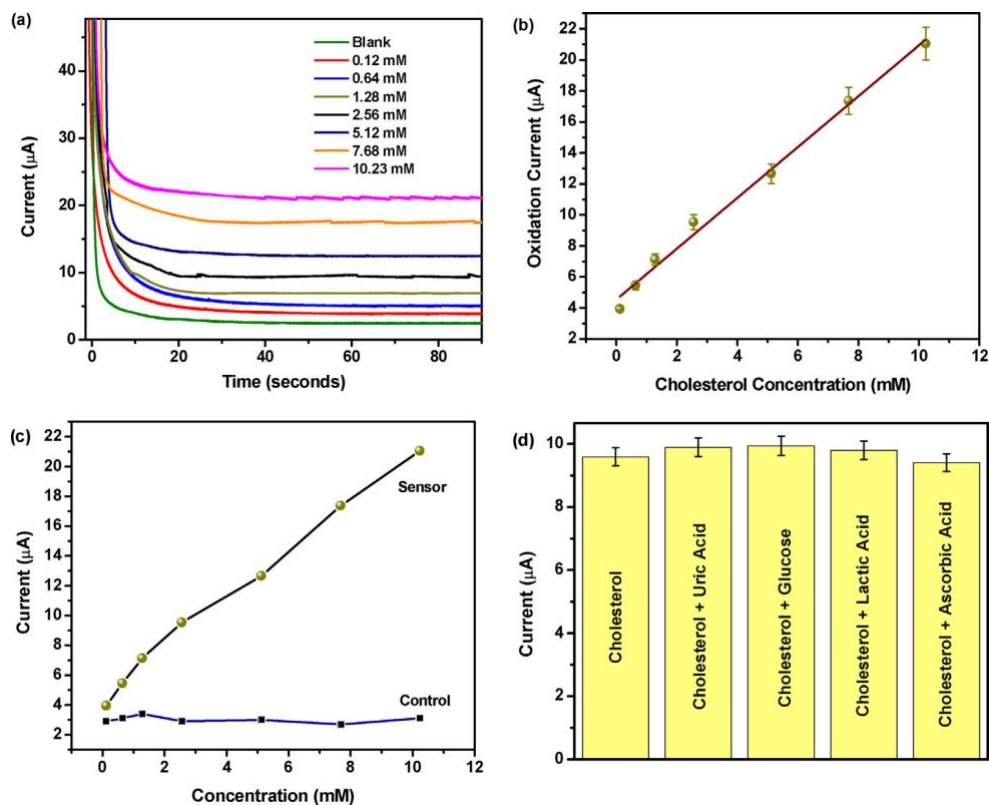 (a)
Blank
0.12 mM
0.64 mM
1.28 mM
2.56 mM
5.12 mM
7.68 mM
10.23 mM
40
30
20
10
0
Current (μA)
0 20 40 60 80
Time (seconds)
(b)
22
20
18
16
14
12
10
8
6
4
2
Oxidation Current (μA)
0 2 4 6 8 10 12
Cholesterol Concentration (mM)
(c)
22
20
18
16
14
12
10
8
6
4
2
Current (μA)
Sensor
Control
0 2 4 6 8 10 12
Concentration (mM)
(d)
10
8
6
4
2
0
Current (μA)
Cholesterol
Cholesterol + Uric Acid
Cholesterol + Glucose
Cholesterol + Lactic Acid
Cholesterol + Ascorbic Acid